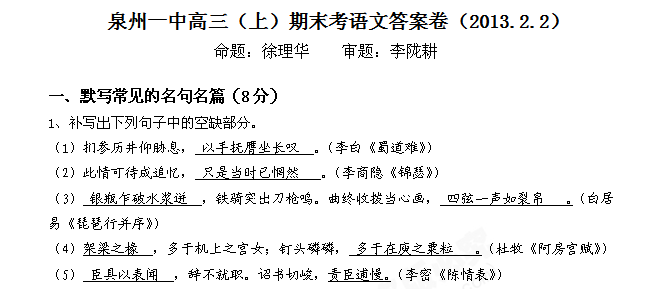 泉州一中高三（上）期末考语文答案卷（2013.2.2）
命题：徐理华 审题：李陇耕
一、默写常见的名句名篇（8分）
1、补写出下列句子中的空缺部分。
（1）扪参历井仰胁息， 以手抚膺坐长叹 。（李白《蜀道难》）
（2）此情可待成追忆， 只是当时已惘然 。（李商隐《锦瑟》）
（3） 银瓶乍破水浆迸 ，铁骑突出刀枪鸣。曲终收拨当心画， 四弦一声如裂帛 。（白居
易《琵琶行并序》）
（4）架梁之椽 ，多于机上之宫女；钉头磷磷， 多于在庾之粟粒 。（杜牧《阿房宫赋》）
（5） 臣具以表闻 ，辞不就职。诏书切峻，责臣逋慢。（李密《陈情表》）